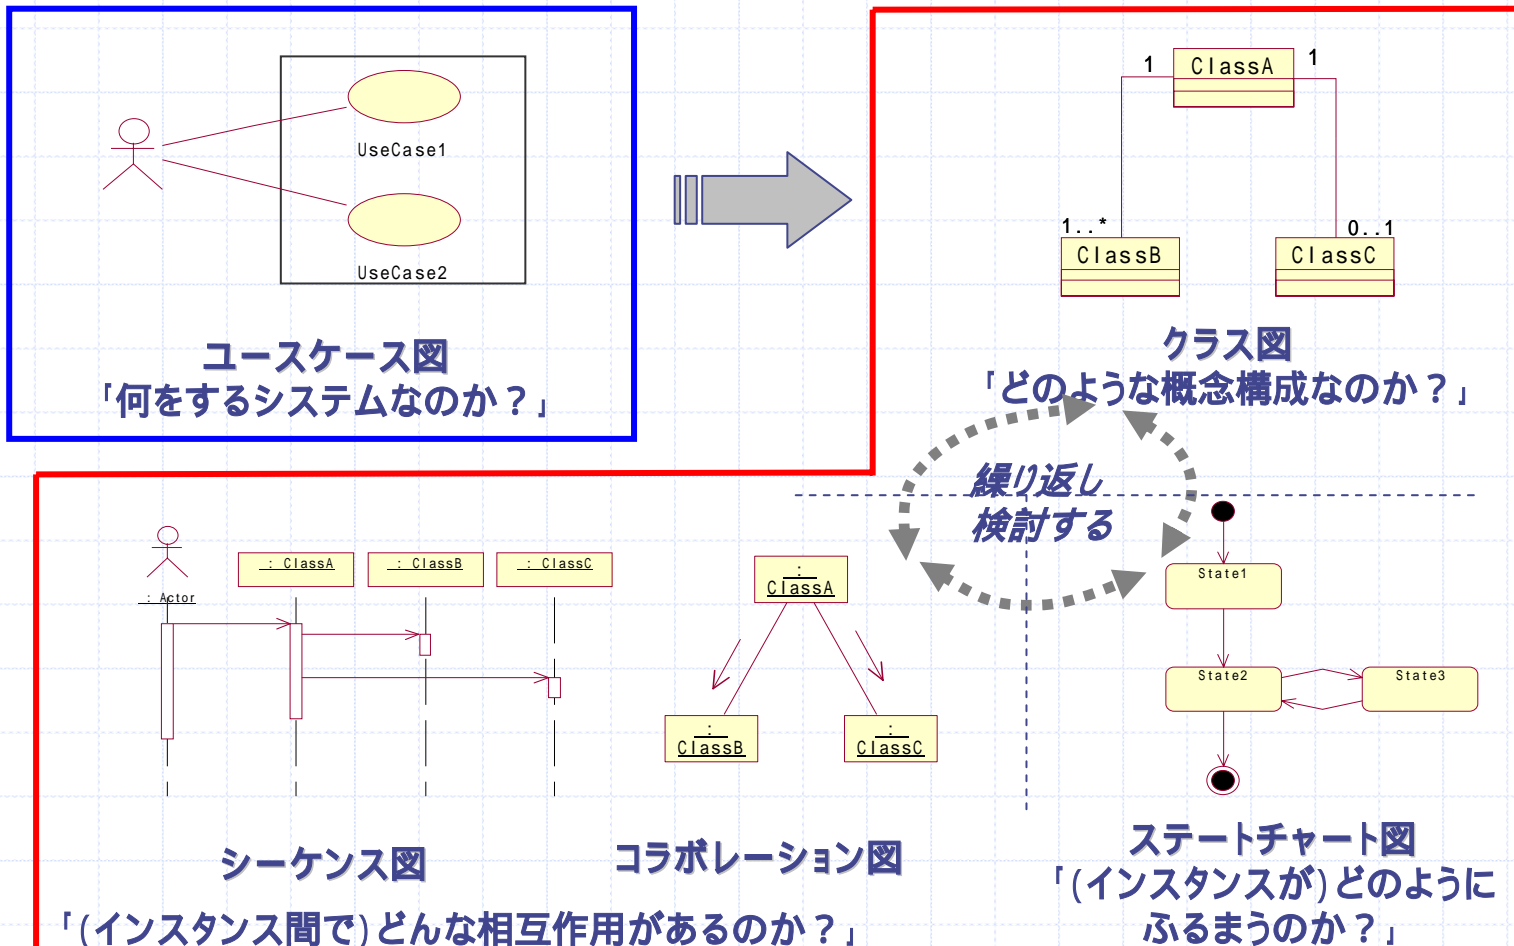 UseCase1
UseCase2
ユースケース図
「何をするシステムなのか？」
1
ClassA
1
1..*
0..1
ClassB
ClassC
クラス図
「どのような概念構成なのか？」
繰り返し
検討する
: Actor
: ClassA
: ClassB
: ClassC
シーケンス図
:
ClassA
:
ClassB
:
ClassC
コラボレーション図
「(インスタンス間で)どんな相互作用があるのか？」
State1
State2
State3
ステートチャート図
「(インスタンスが)どのように
ふるまうのか？」